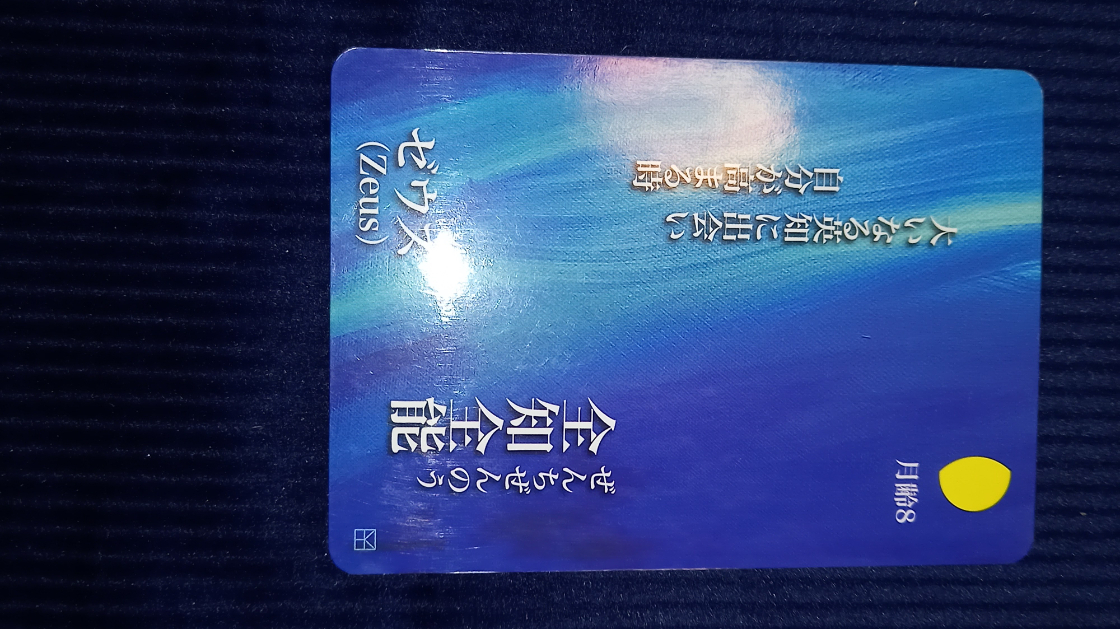 月齢8
ぜんちぜんのう
全知全能
大いなる英知に出会い
自分が高まる時
ゼウス
(Zeus)